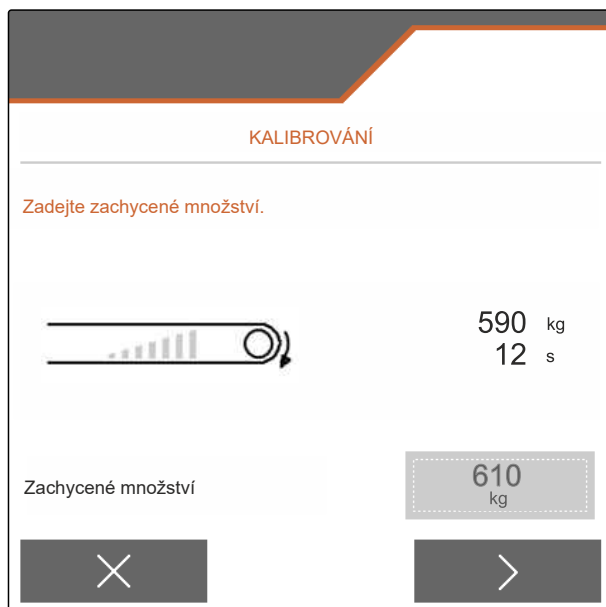 KALIBROVÁNÍ
Zadejte zachycené množství.
590 kg
12 s
Zachycené množství
610
kg